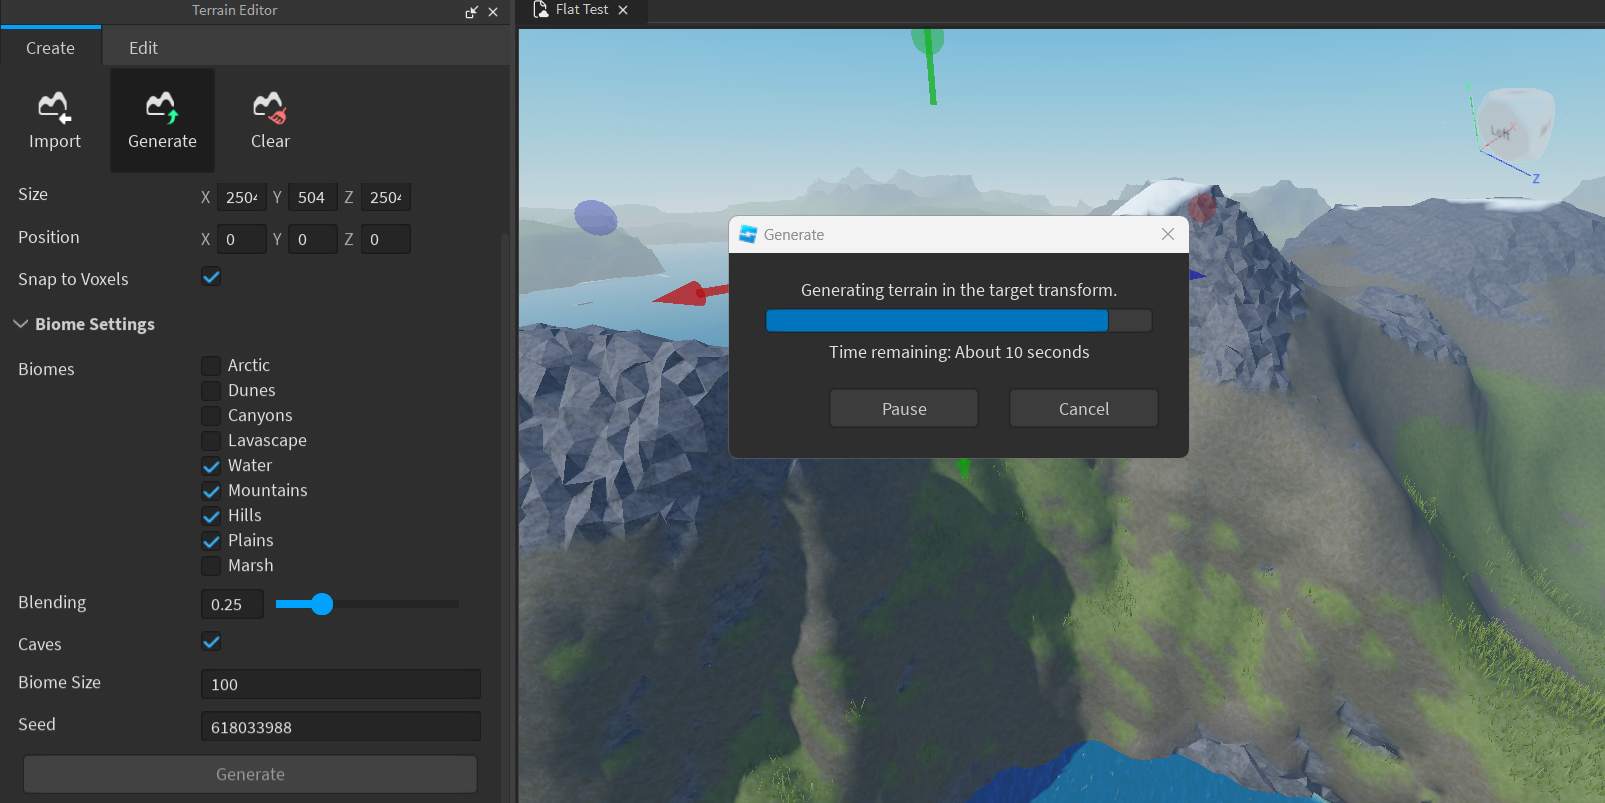 Terrain Editor
Flat Test
Create Edit
Import Generate Clear
Size X 2504 Y 504 Z 2504
Position X 0 Y 0 Z 0
Snap to Voxels
Biome Settings
Biomes
Arctic
Dunes
Canyons
Lavascape
Water
Mountains
Hills
Plains
Marsh
Blending 0.25
Caves
Biome Size 100
Seed 618033988
Generate
Generate
Generating terrain in the target transform.
Time remaining: About 10 seconds
Pause Cancel
Left
X
Z